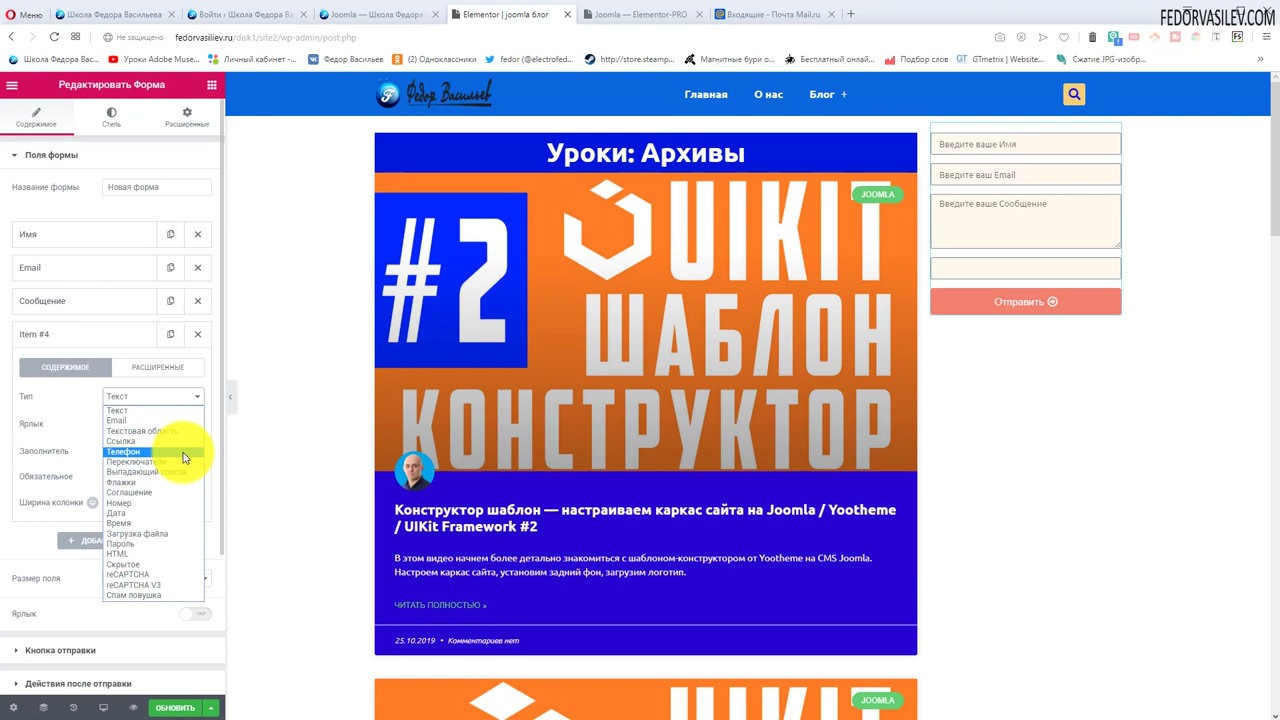 Меню
Школа Федора Васильева
Войти ‹ Школа Федора Ва
Joomla — Школа Федора
Elementor | joomla блог
Joomla — Elementor-PRO
Входящие - Почта Mail.ru
FEDORVASILEV.COM
Не защищено
fedorvasiliev.ru/disk1/site2/wp-admin/post.php
Школа Федора Вас...
Уроки Adobe Muse...
Личный кабинет -...
Федор Васильев
(2) Одноклассники
fedor (@electrofed...
http://store.steamp...
Магнитные бури о...
Бесплатный онлай...
Подбор слов
GTmetrix | Website...
Сжатие JPG-изобр...
Редактировать Форма
Содержимое
Стиль
Расширенные
Поля формы
Название формы
Новая форма
Имя
Email
Сообщение
Item #4
СОДЕРЖИМОЕ
РАСШИРЕННЫЕ
Тип
Текст
Ярлык
Заполнитель
Обязательное
Ширина колонки
Текст
Email
Текстовая область
Ссылка
Телефон
Переключатели
Выпадающий список
Флажки
Соглашение
Номер
Дата
Время
Загрузка файла
Пароль
HTML
Скрытое
reCAPTCHA
reCAPTCHA V3
Спам ловушка
Размер поля
Ярлык
Кнопка отправки
Действия после отправки
ОБНОВИТЬ
Федор Васильев
Главная
О нас
Блог
Уроки: Архивы
JOOMLA
#2
UIKIT
ШАБЛОН
КОНСТРУКТОР
Конструктор шаблон — настраиваем каркас сайта на Joomla / Yootheme
/ UIKit Framework #2
В этом видео начнем более детально знакомиться с шаблоном-конструктором от Yootheme на CMS Joomla.
Настроем каркас сайта, установим задний фон, загрузим логотип.
ЧИТАТЬ ПОЛНОСТЬЮ »
25.10.2019 • Комментариев нет
JOOMLA
Введите ваше Имя
Введите ваш Email
Введите ваше Сообщение
Отправить